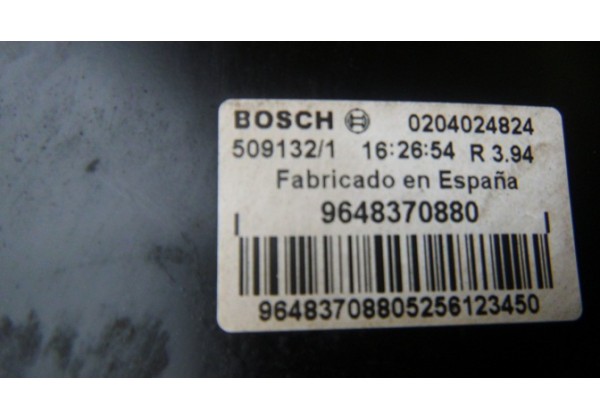 BOSCH 0204024824
509132/1 16:26:54 R 3.94
Fabricado en España
9648370880
96483708805256123450